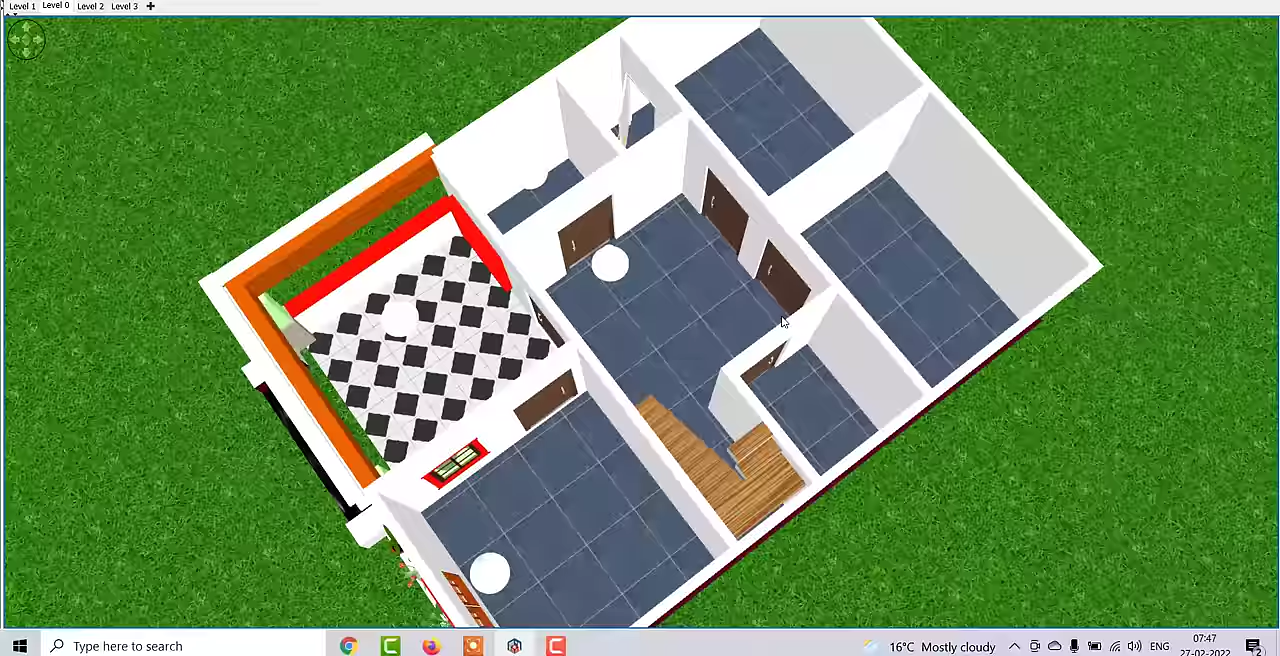 Level 1 Level 0 Level 2 Level 3
Type here to search
16°C Mostly cloudy
ENG
07:47
27-02-2022
2